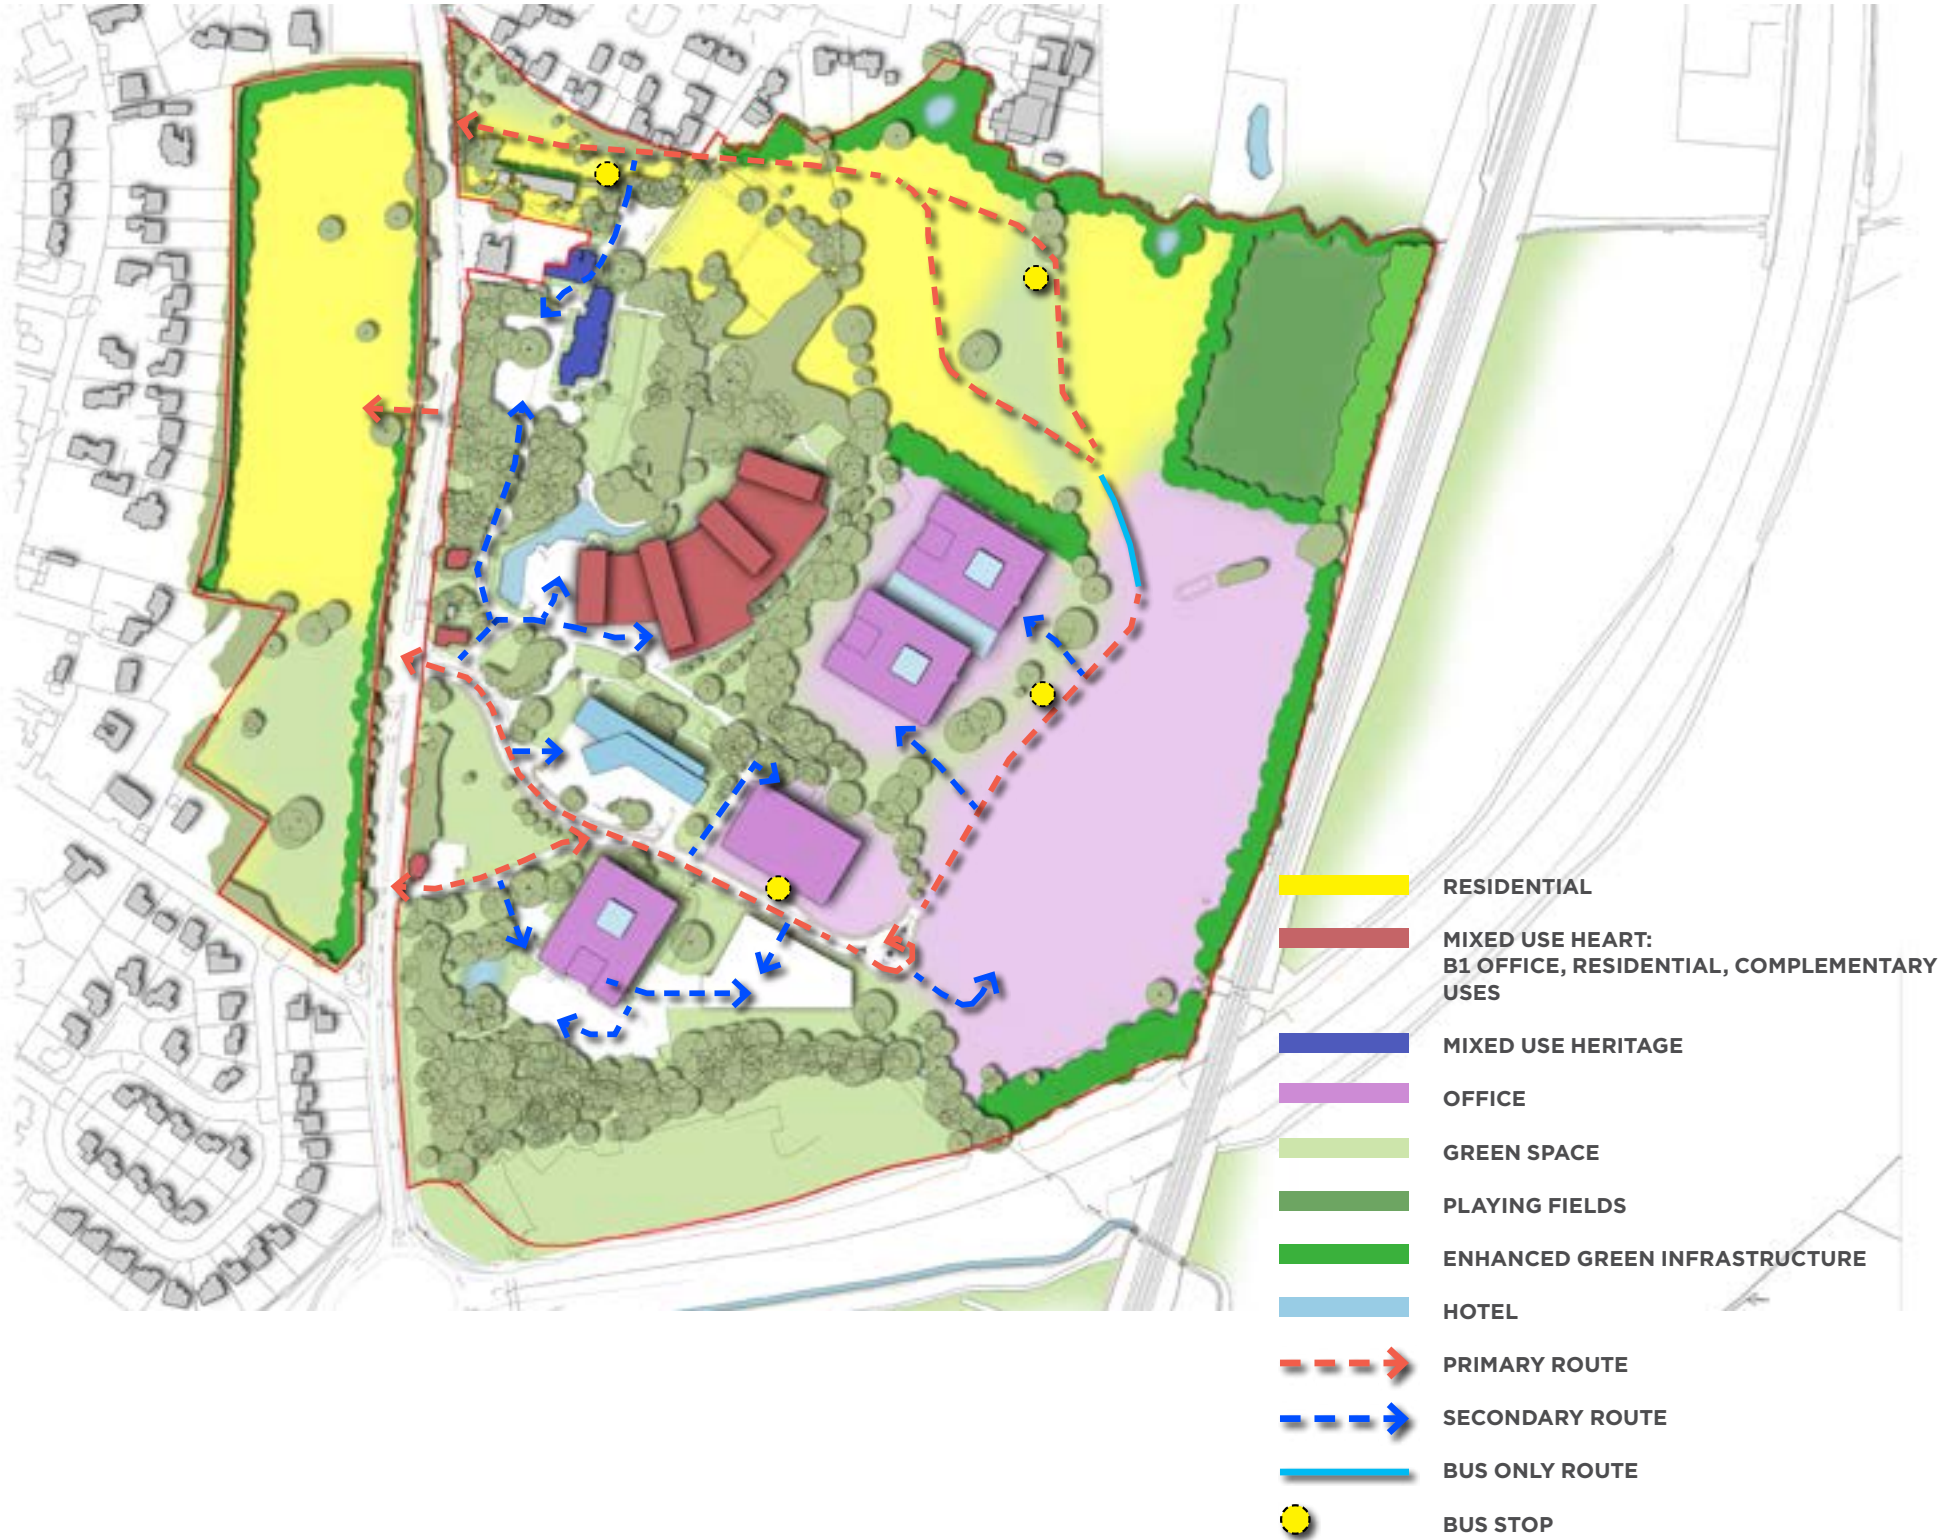 RESIDENTIAL
MIXED USE HEART:
B1 OFFICE, RESIDENTIAL, COMPLEMENTARY
USES
MIXED USE HERITAGE
OFFICE
GREEN SPACE
PLAYING FIELDS
ENHANCED GREEN INFRASTRUCTURE
HOTEL
PRIMARY ROUTE
SECONDARY ROUTE
BUS ONLY ROUTE
BUS STOP